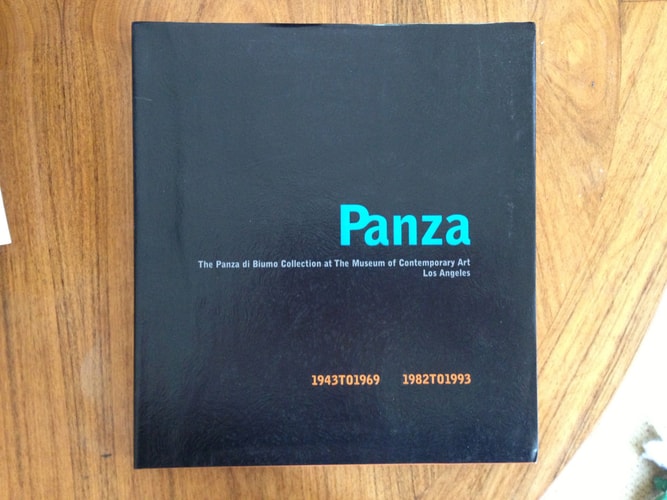 Panza
The Panza di Biumo Collection at The Museum of Contemporary Art
Los Angeles
1943TO1969 1982TO1993